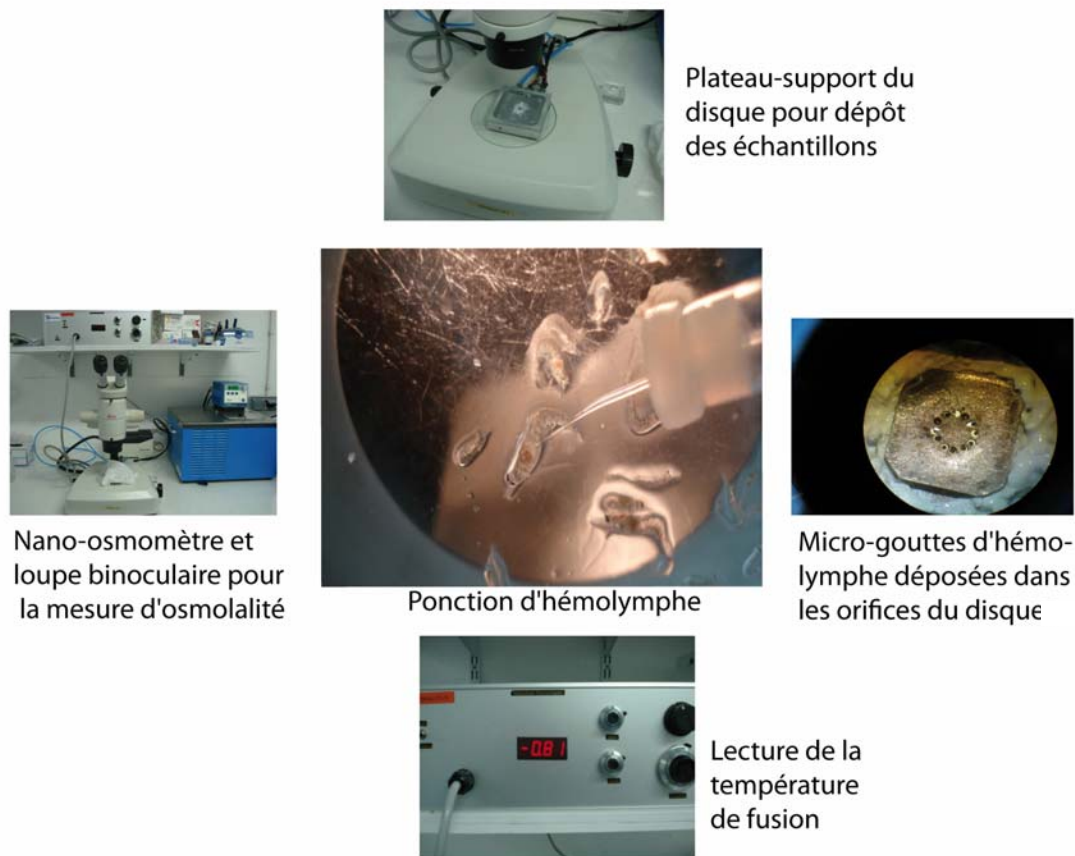 Plateau-support du
disque pour dépôt
des échantillons
Nano-osmomètre et
loupe binoculaire pour
la mesure d'osmolalité
Ponction d'hémolymphe
Micro-gouttes d'hémo-
lymphe déposées dans
les orifices du disque
-0.81
Lecture de la
température
de fusion